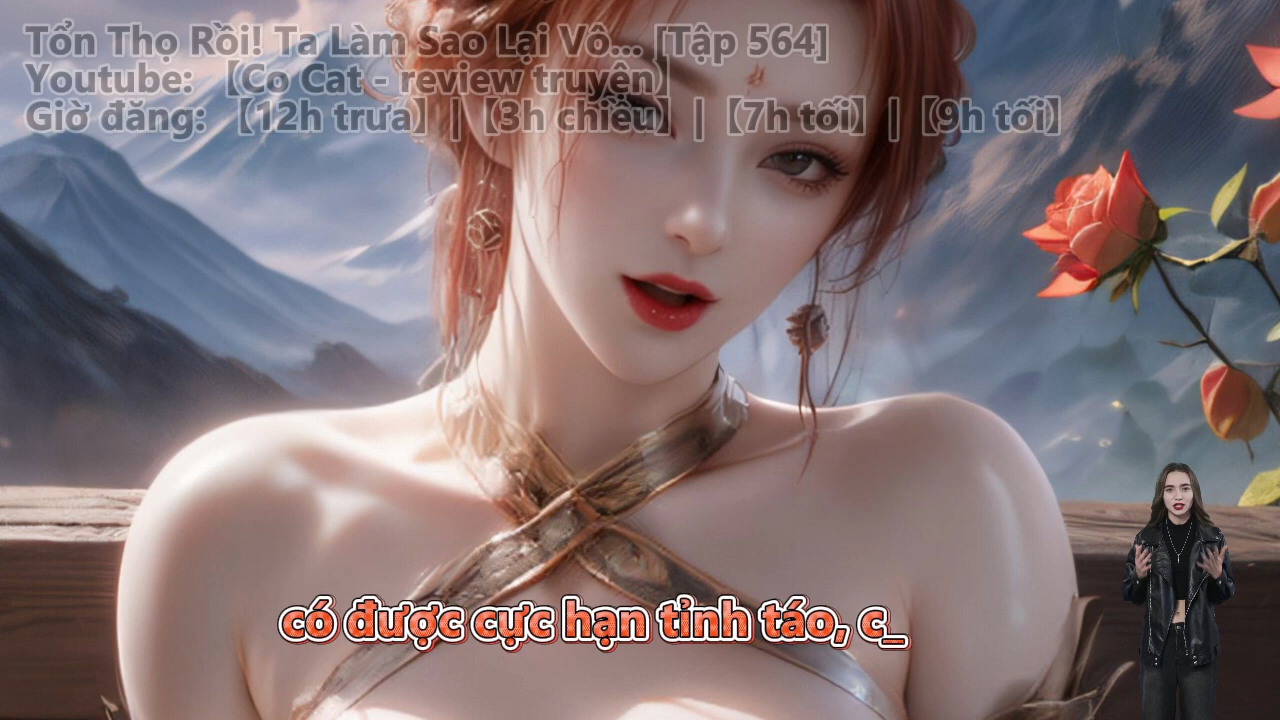 Tổn Thọ Rồi! Ta Làm Sao Lại Vô... [Tập 564]
Youtube: 【Cọ Cat - review truyện】
Giờ đăng: 【12h trưa】 | 【3h chiều】 | 【7h tối】 | 【9h tối】
có được cực hạn tỉnh táo, c_